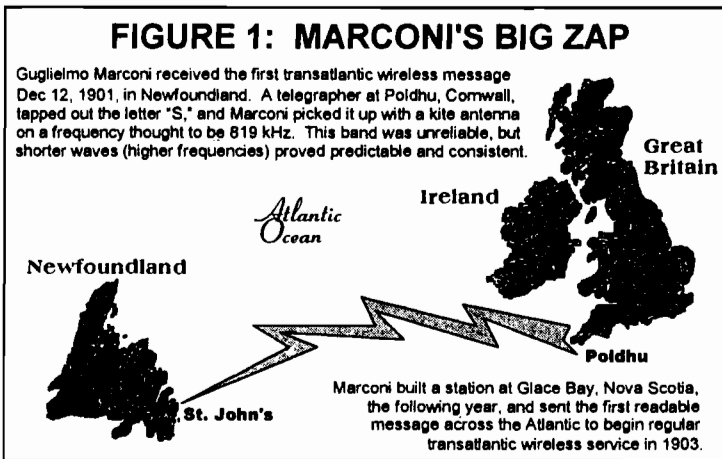 FIGURE 1: MARCONI'S BIG ZAP
Guglielmo Marconi received the first transatlantic wireless message
Dec 12, 1901, in Newfoundland. A telegrapher at Poldhu, Cornwall,
tapped out the letter "S," and Marconi picked it up with a kite antenna
on a frequency thought to be 819 kHz. This band was unreliable, but
shorter waves (higher frequencies) proved predictable and consistent.
Great
Britain
Ireland
Atlantic
Ocean
Newfoundland
Poldhu
St. John's
Marconi built a station at Glace Bay, Nova Scotia,
the following year, and sent the first readable
message across the Atlantic to begin regular
transatlantic wireless service in 1903.